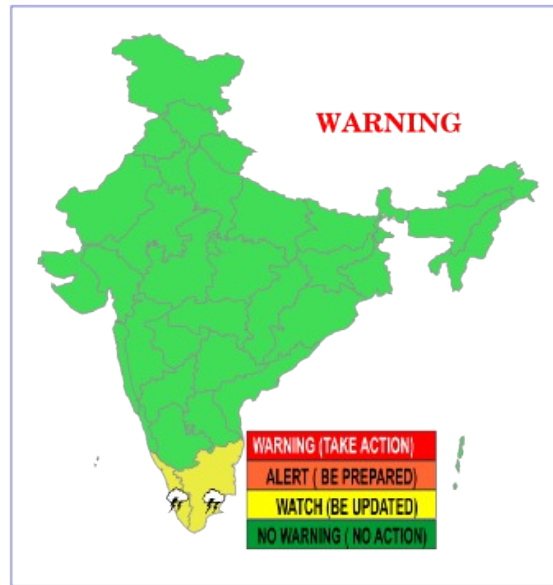 WARNING
WARNING (TAKE ACTION)
ALERT ( BE PREPARED)
WATCH (BE UPDATED)
NO WARNING ( NO ACTION)